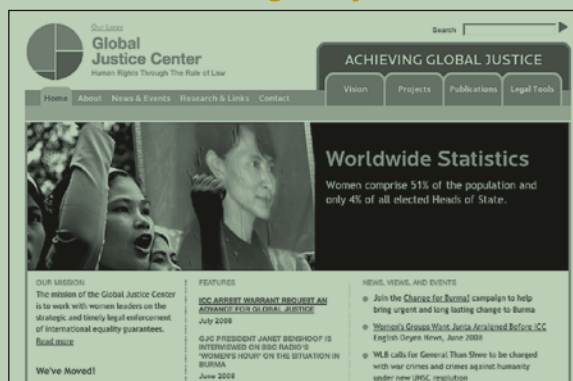 Our Logo
Global
Justice Center
Human Rights Through The Rule of Law
Search
ACHIEVING GLOBAL JUSTICE
Vision
Projects
Publications
Legal Tools
Home
About
News & Events
Research & Links
Contact
Worldwide Statistics
Women comprise 51% of the population and
only 4% of all elected Heads of State.
OUR MISSION
The mission of the Global Justice Center
is to work with women leaders on the
strategic and timely legal enforcement
of international equality guarantees.
Read more
We've Moved!
FEATURES
ICC ARREST WARRANT REQUEST AN
ADVANCE FOR GLOBAL JUSTICE
July 2008
GJC PRESIDENT JANET BENSHOOF IS
INTERVIEWED ON BBC RADIO'S
'WOMEN'S HOUR' ON THE SITUATION IN
BURMA
June 2008
NEWS, VIEWS, AND EVENTS
Join the Change for Burma! campaign to help
bring urgent and long lasting change to Burma
Women's Groups Want Junta Arraigned Before ICC
English Deyen News, June 2008
WLB calls for General Than Shwe to be charged
with war crimes and crimes against humanity
under new UNSC resolution